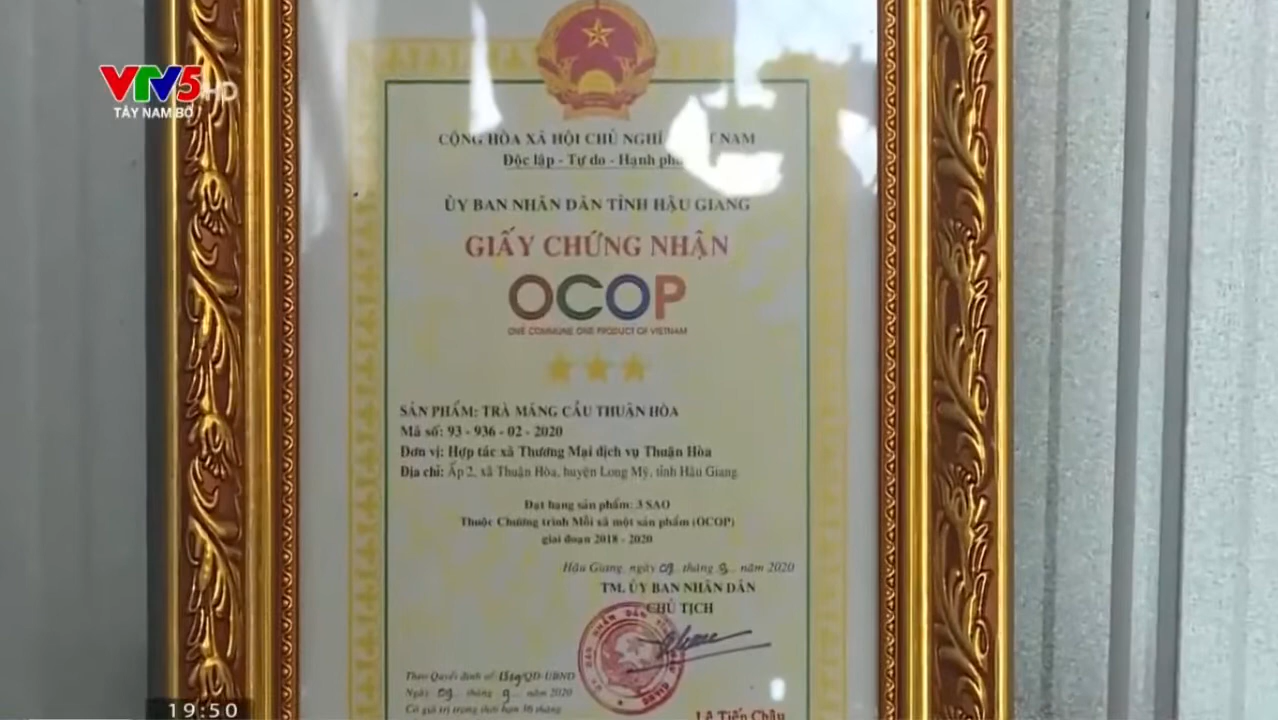 VTV5 HD
TÂY NAM BỘ
CỘNG HÒA XÃ HỘI CHỦ NGHĨ NAM
Độc lập - Tự do - Hạnh
ỦY BAN NHÂN DÂN TỈNH HẬU GIANG
GIẤY CHỨNG NHẬN
OCOP
ONE COMMUNE ONE PRODUCT OF VIETNAM
SẢN PHẨM: TRÀ MÃNG CẦU THUẬN HÒA
Mã số: 93 - 936 - 02 - 2020
Đơn vị: Hợp tác xã Thương Mại dịch vụ Thuận Hòa
Địa chỉ: Ấp 2, xã Thuận Hòa, huyện Long Mỹ, tỉnh Hậu Giang
Đạt hạng sản phẩm: 3 SAO
Thuộc Chương trình Mỗi xã một sản phẩm (OCOP)
giai đoạn 2018 - 2020
Hậu Giang, ngày 09 tháng 9 năm 2020
TM. ỦY BAN NHÂN DÂN
CHỦ TỊCH
Theo Quyết định số /QĐ-UBND
Ngày 09 tháng 9 năm 2020
Có giá trị trong thời hạn 36 tháng
Lê Tiến Châu
19:50